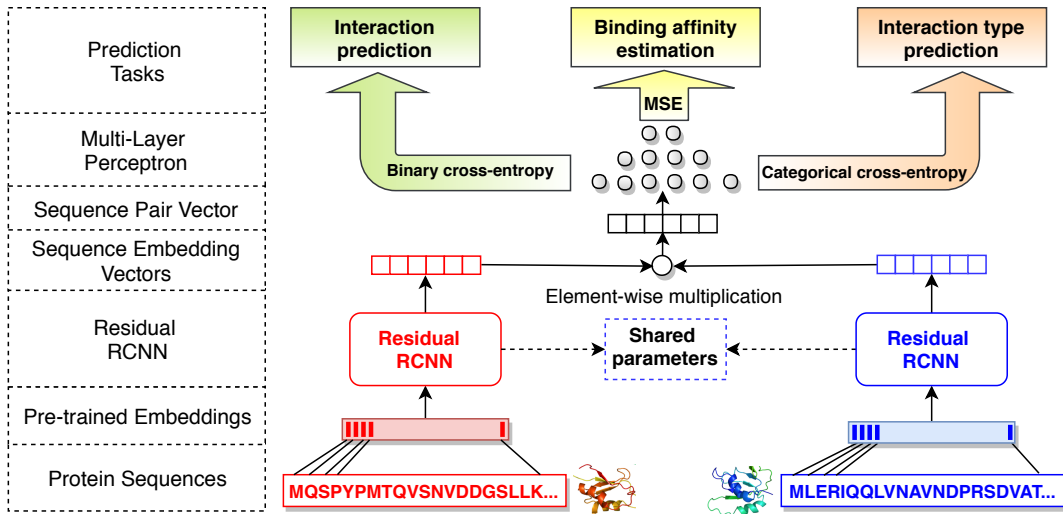 Prediction
Tasks
Interaction
prediction
Binding affinity
estimation
Interaction type
prediction
MSE
Multi-Layer
Perceptron
Binary cross-entropy
Categorical cross-entropy
Sequence Pair Vector
Sequence Embedding
Vectors
Element-wise multiplication
Residual
RCNN
Residual
RCNN
Shared
parameters
Residual
RCNN
Pre-trained Embeddings
Protein Sequences
MQSPYPMTQVSNVDDGSLLK...
MLERIQQLVNAVNDPRSDVAT...